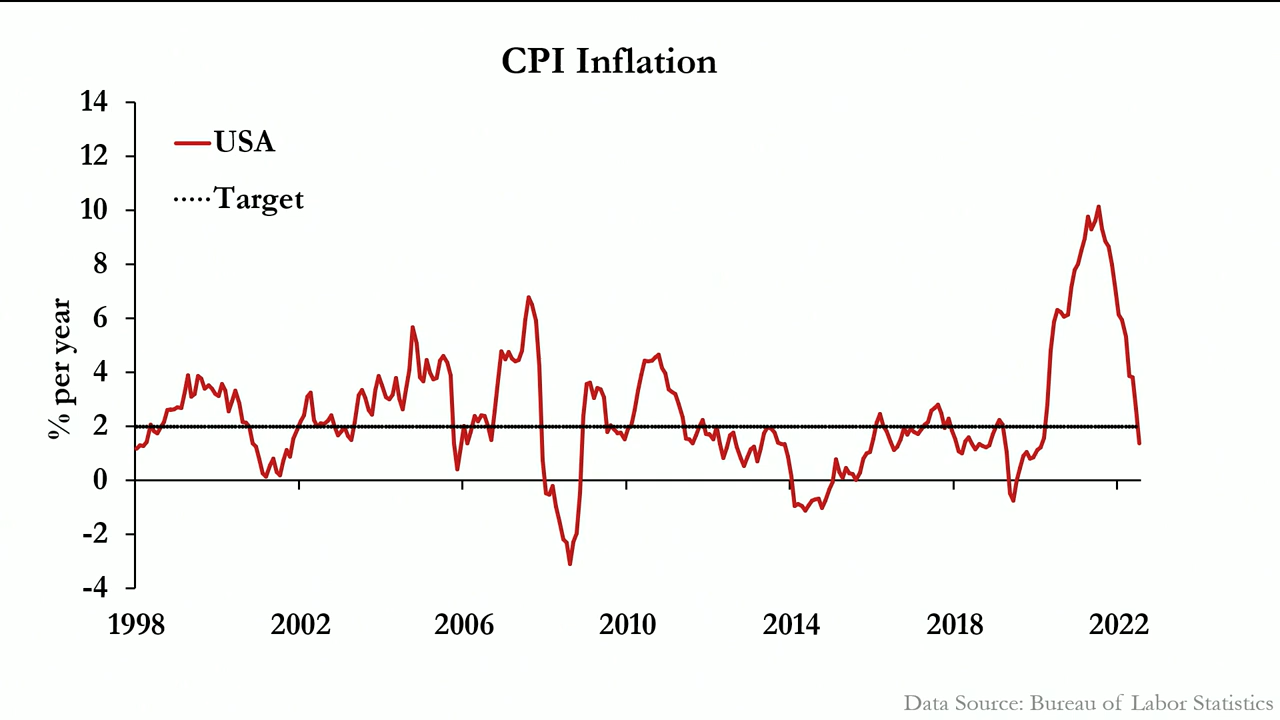 CPI Inflation
14
12
10
8
6
4
2
0
-2
-4
% per year
USA
Target
1998 2002 2006 2010 2014 2018 2022
Data Source: Bureau of Labor Statistics